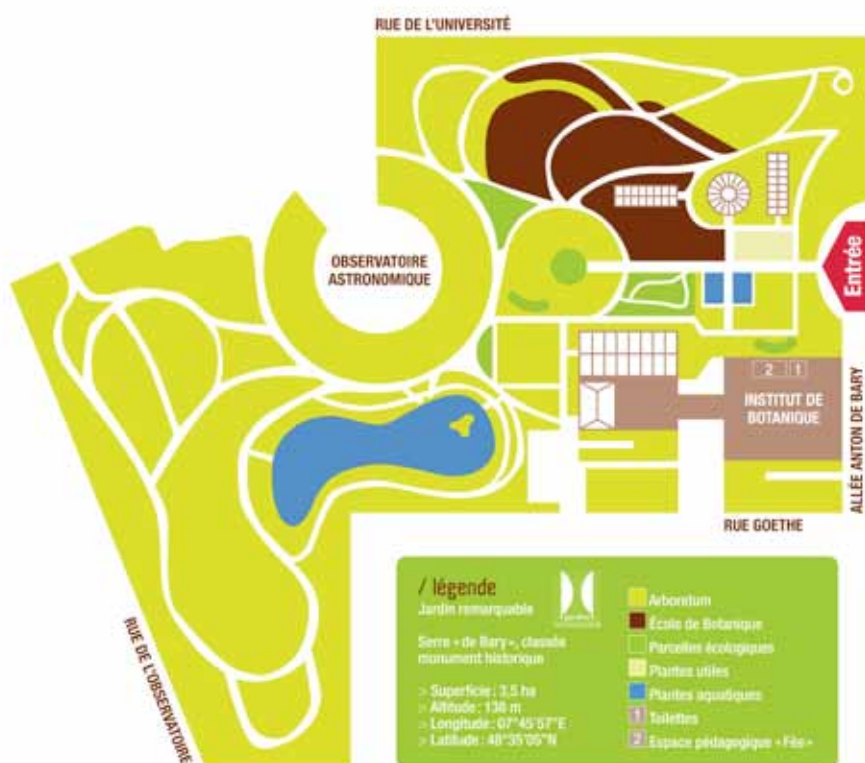 RUE DE L'UNIVERSITÉ
OBSERVATOIRE
ASTRONOMIQUE
Entrée
ALLÉE ANTON DE BARY
2 1
INSTITUT DE
BOTANIQUE
RUE GOETHE
RUE DE L'OBSERVATOIRE
/ légende
Jardin remarquable
Serre « de Bary », classée
monument historique
> Superficie : 3,5 ha
> Altitude : 138 m
> Longitude : 07°45'57"E
> Latitude : 48°35'05"N
Arboretum
École de Botanique
Parcelles écologiques
Plantes utiles
Plantes aquatiques
1 Toilettes
2 Espace pédagogique « Fée »